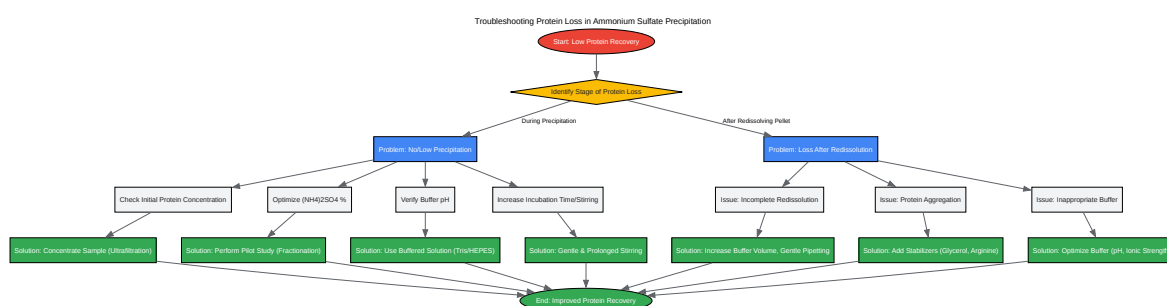 Troubleshooting Protein Loss in Ammonium Sulfate Precipitation
Start: Low Protein Recovery
Identify Stage of Protein Loss
During Precipitation
After Redissolving Pellet
Problem: No/Low Precipitation
Problem: Loss After Redissolution
Check Initial Protein Concentration
Optimize (NH4)2SO4 %
Verify Buffer pH
Increase Incubation Time/Stirring
Issue: Incomplete Redissolution
Issue: Protein Aggregation
Issue: Inappropriate Buffer
Solution: Concentrate Sample (Ultrafiltration)
Solution: Perform Pilot Study (Fractionation)
Solution: Use Buffered Solution (Tris/HEPES)
Solution: Gentle & Prolonged Stirring
Solution: Increase Buffer Volume, Gentle Pipetting
Solution: Add Stabilizers (Glycerol, Arginine)
Solution: Optimize Buffer (pH, Ionic Strength
End: Improved Protein Recovery